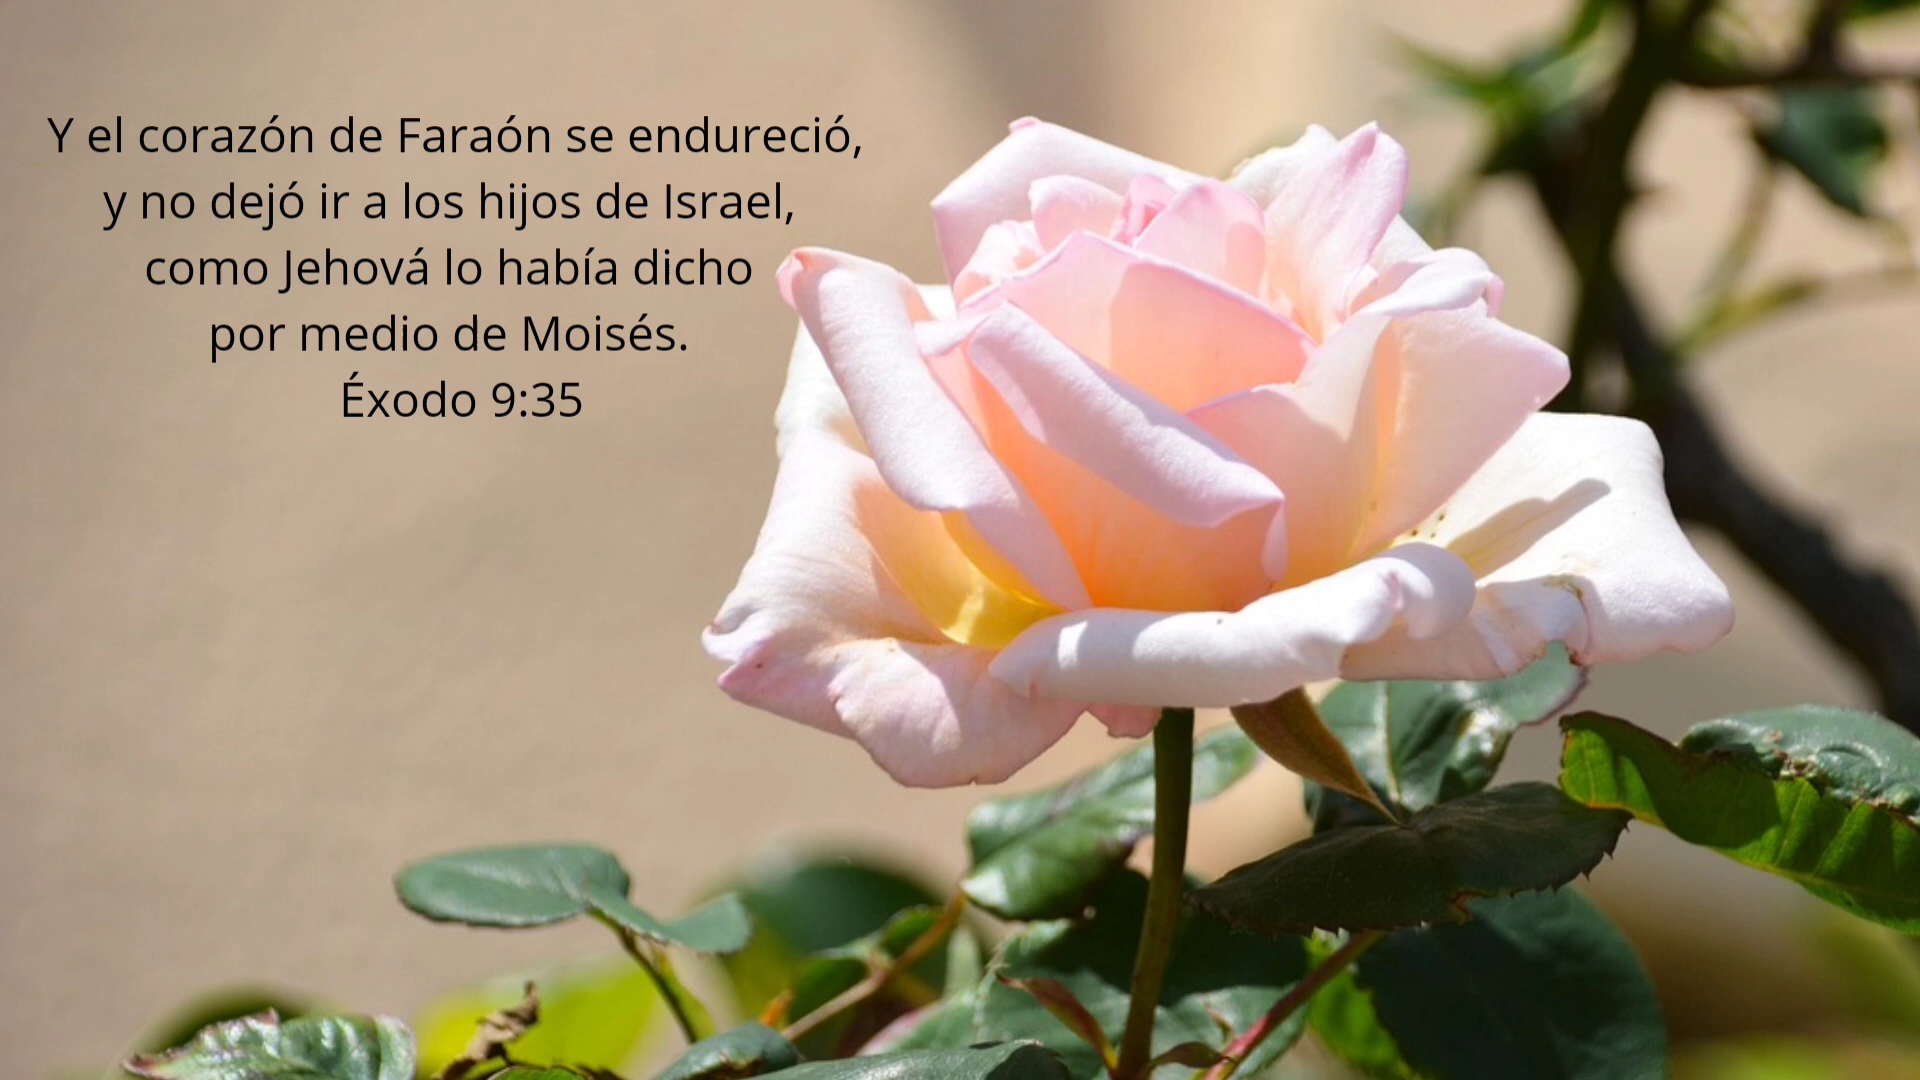 Y el corazón de Faraón se endureció,
y no dejó ir a los hijos de Israel,
como Jehová lo había dicho
por medio de Moisés.
Éxodo 9:35